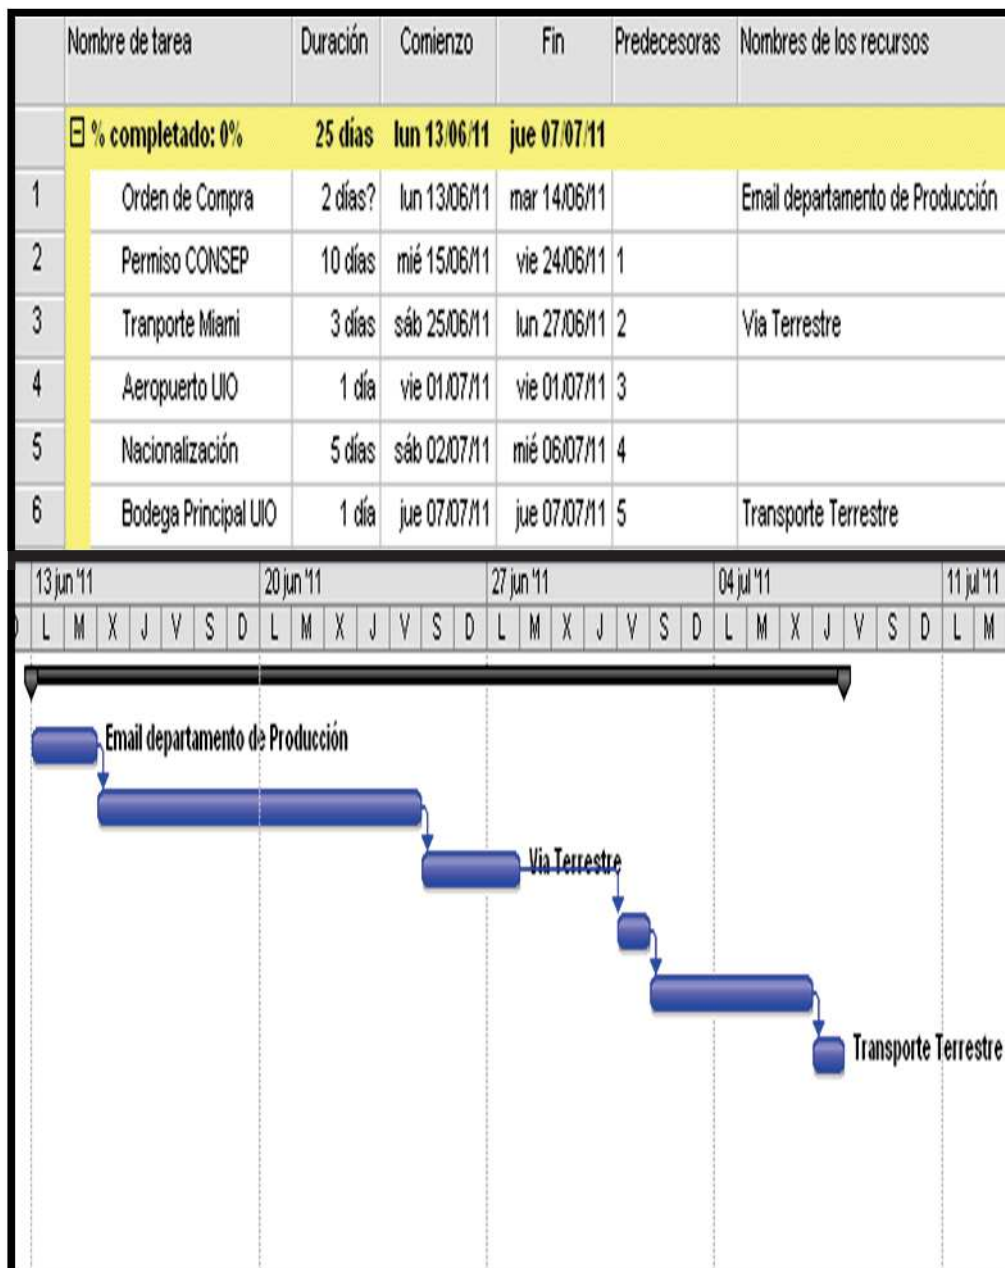 Nombre de tarea Duración Comienzo Fin Predecesoras Nombres de los recursos
% completado: 0% 25 días lun 13/06/11 jue 07/07/11
1 Orden de Compra 2 días? lun 13/06/11 mar 14/06/11 Email departamento de Producción
2 Permiso CONSEP 10 días mié 15/06/11 vie 24/06/11 1
3 Tranporte Miami 3 días sáb 25/06/11 lun 27/06/11 2 Via Terrestre
4 Aeropuerto UIO 1 día vie 01/07/11 vie 01/07/11 3
5 Nacionalización 5 días sáb 02/07/11 mié 06/07/11 4
6 Bodega Principal UIO 1 día jue 07/07/11 jue 07/07/11 5 Transporte Terrestre
13 jun '11 20 jun '11 27 jun '11 04 jul '11 11 jul '11
D L M X J V S D L M X J V S D L M X J V S D L M X J V S D L M
Email departamento de Producción
Via Terrestre
Transporte Terrestre